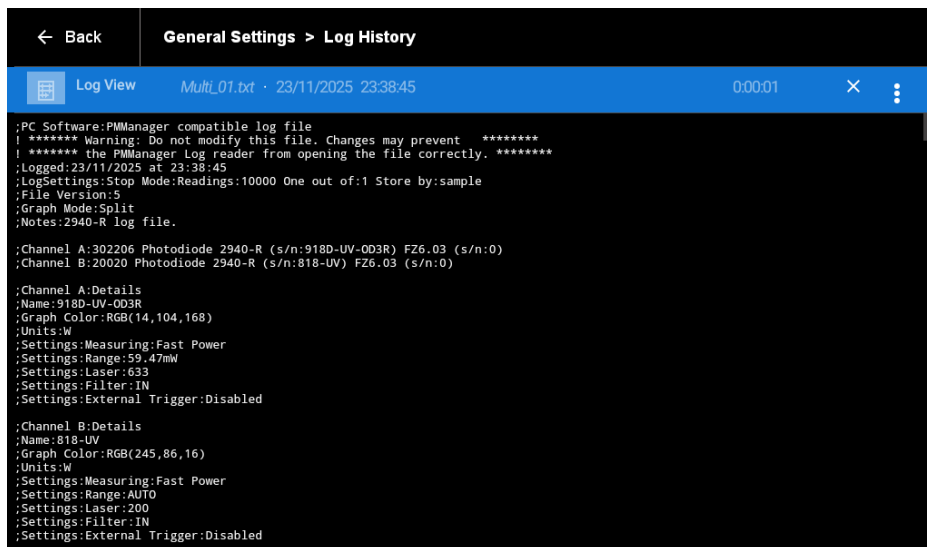 ← Back General Settings > Log History
Log View Multi_01.txt · 23/11/2025 23:38:45 0:00:01 ×
;PC Software:PMManager compatible log file
! ******* Warning: Do not modify this file. Changes may prevent   ********
! ******* the PMManager Log reader from opening the file correctly. ********
;Logged:23/11/2025 at 23:38:45
;LogSettings:Stop Mode:Readings:10000 One out of:1 Store by:sample
;File Version:5
;Graph Mode:Split
;Notes:2940-R log file.
;Channel A:302206 Photodiode 2940-R (s/n:918D-UV-OD3R) FZ6.03 (s/n:0)
;Channel B:20020 Photodiode 2940-R (s/n:818-UV) FZ6.03 (s/n:0)
;Channel A:Details
;Name:918D-UV-OD3R
;Graph Color:RGB(14,104,168)
;Units:W
;Settings:Measuring:Fast Power
;Settings:Range:59.47mW
;Settings:Laser:633
;Settings:Filter:IN
;Settings:External Trigger:Disabled
;Channel B:Details
;Name:818-UV
;Graph Color:RGB(245,86,16)
;Units:W
;Settings:Measuring:Fast Power
;Settings:Range:AUTO
;Settings:Laser:200
;Settings:Filter:IN
;Settings:External Trigger:Disabled